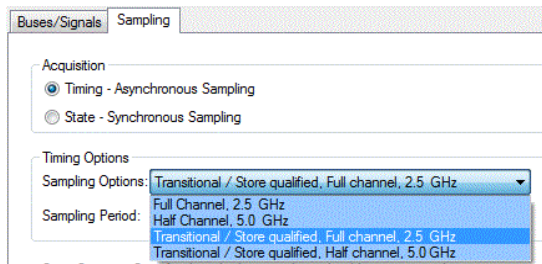 Buses/Signals Sampling
Acquisition
Timing - Asynchronous Sampling
State - Synchronous Sampling
Timing Options
Sampling Options: Transitional / Store qualified, Full channel, 2.5 GHz
Full Channel, 2.5 GHz
Sampling Period:
Half Channel, 5.0 GHz
Transitional / Store qualified, Full channel, 2.5 GHz
Transitional / Store qualified, Half channel, 5.0 GHz